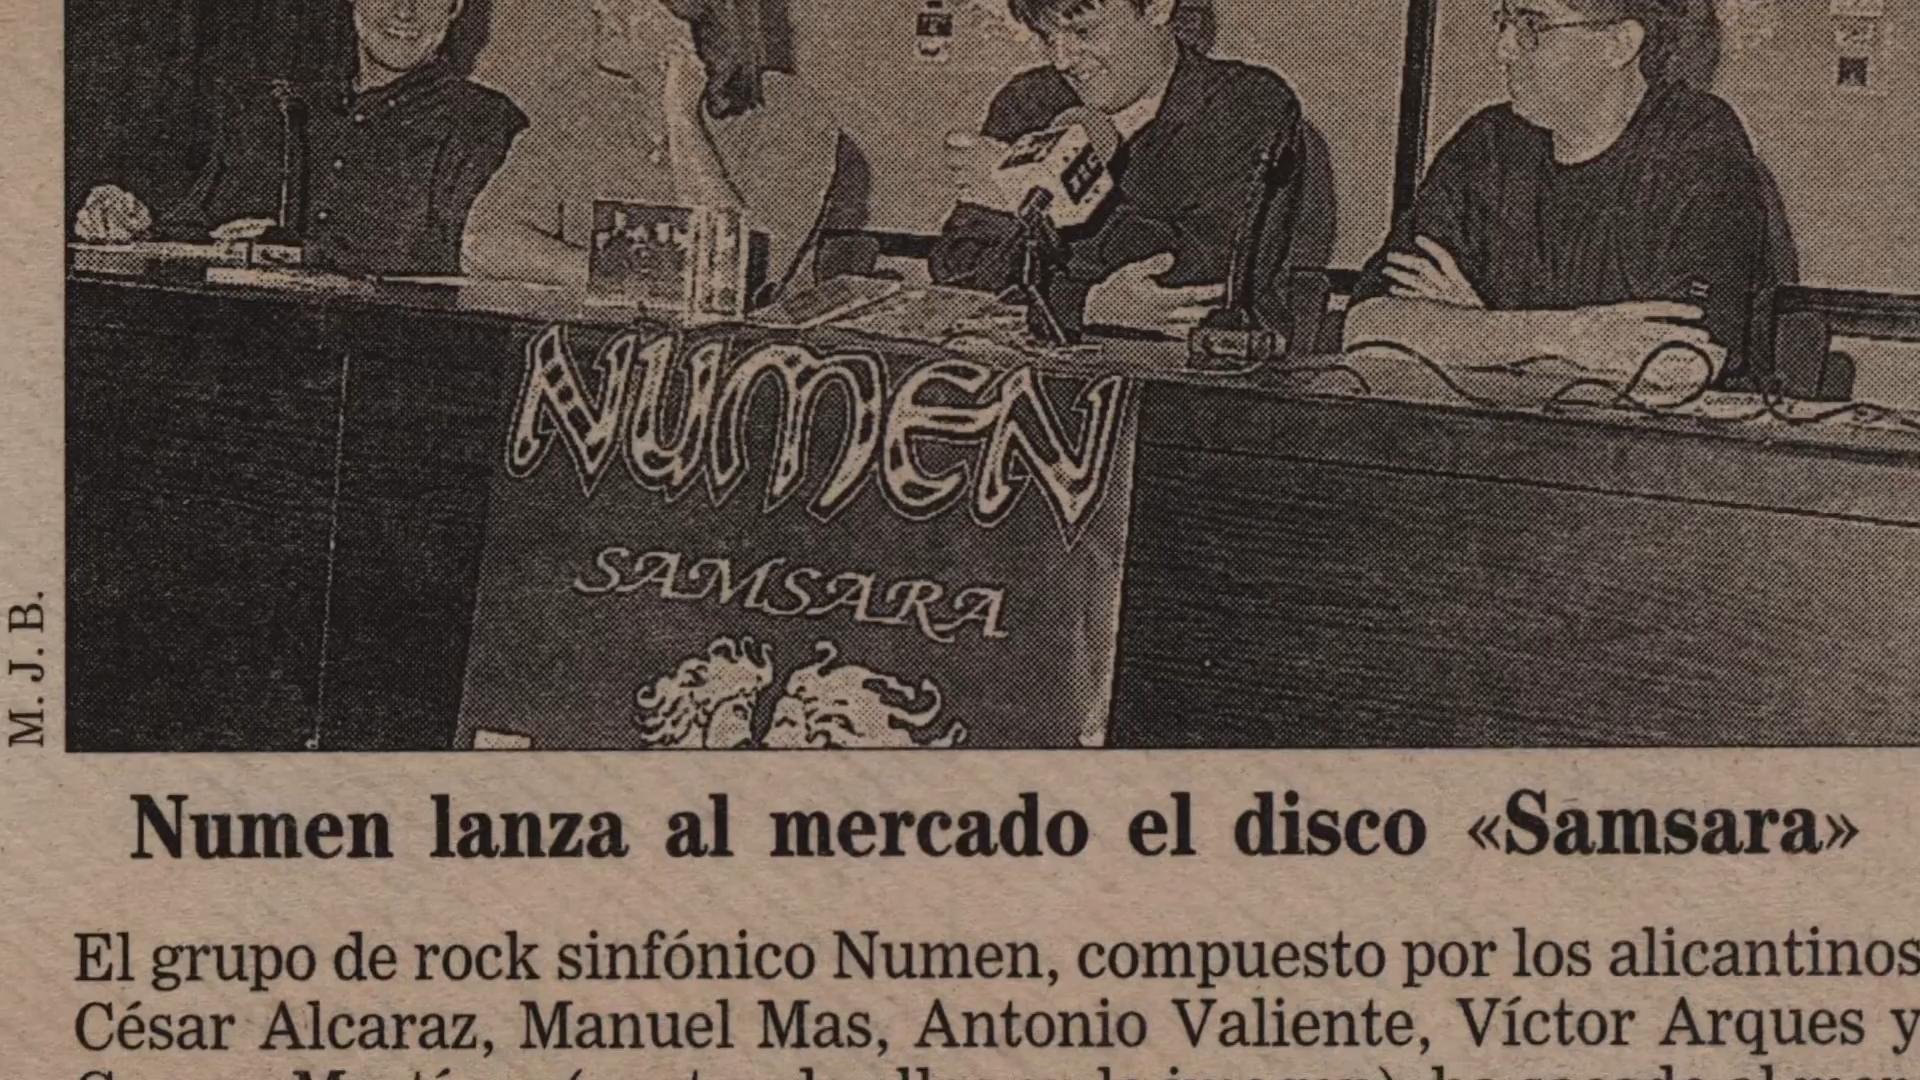 NUMEN
SAMSARA
M. J. B.
Numen lanza al mercado el disco «Samsara»
El grupo de rock sinfónico Numen, compuesto por los alicantinos
César Alcaraz, Manuel Mas, Antonio Valiente, Víctor Arques y